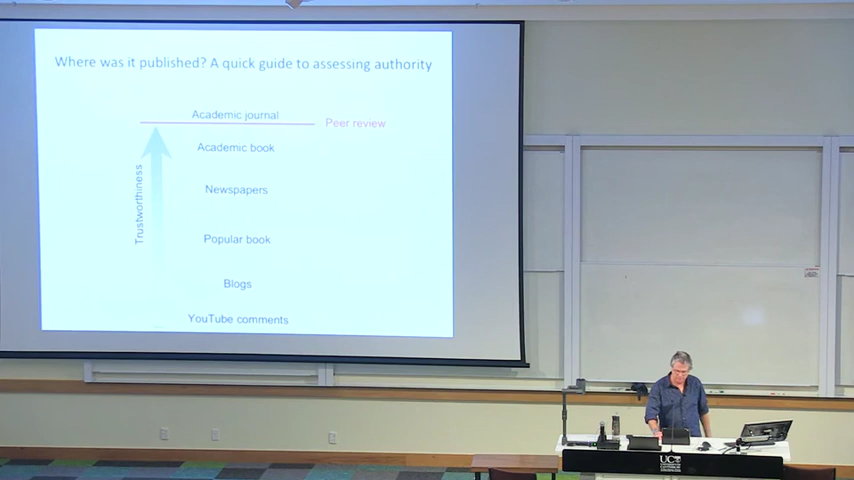 Where was it published? A quick guide to assessing authority
Academic journal
Peer review
Academic book
Trustworthiness
Newspapers
Popular book
Blogs
YouTube comments
UC